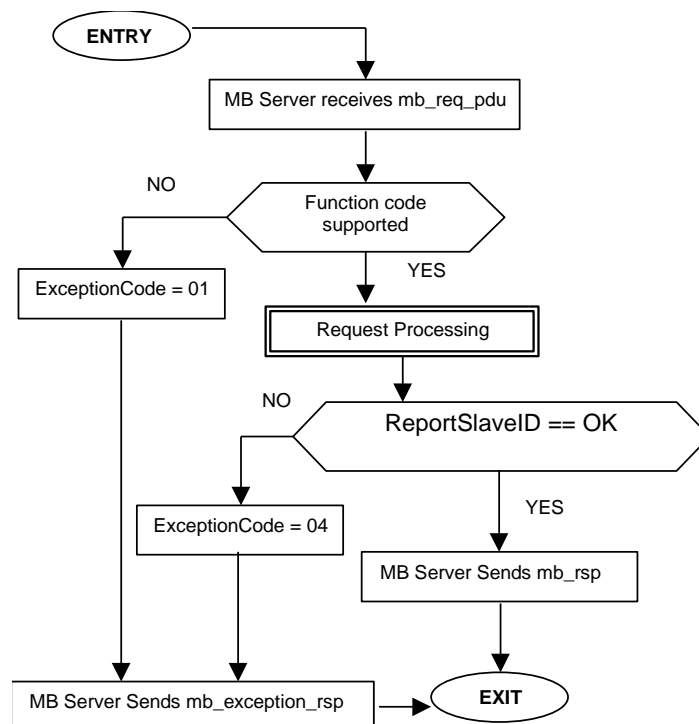 ENTRY
MB Server receives mb_req_pdu
NO
Function code
supported
YES
ExceptionCode = 01
Request Processing
NO
ReportSlaveID == OK
YES
ExceptionCode = 04
MB Server Sends mb_rsp
MB Server Sends mb_exception_rsp
EXIT